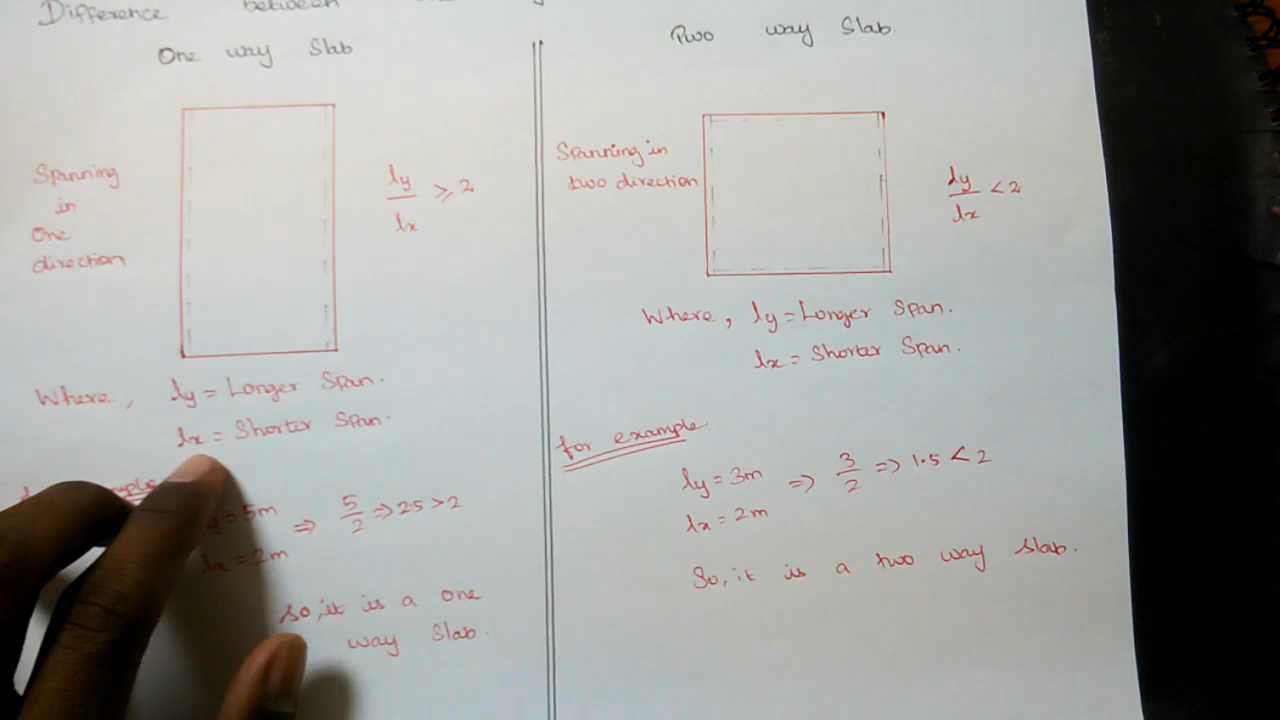 Difference between
One way Slab
Spanning
in
One
direction
ly
lx
≥ 2
Where, ly = Longer Span.
lx = Shorter Span.
= 5m ⇒ 5/2 ⇒ 25 > 2
lx = 2m
So, it is a one
way Slab.
Two way Slab.
Spanning in
two direction
ly
lx
< 2
Where, ly = Longer Span.
lx = Shorter Span.
for example
ly = 3m ⇒ 3/2 ⇒ 1.5 < 2
lx = 2m
So, it is a two way slab.